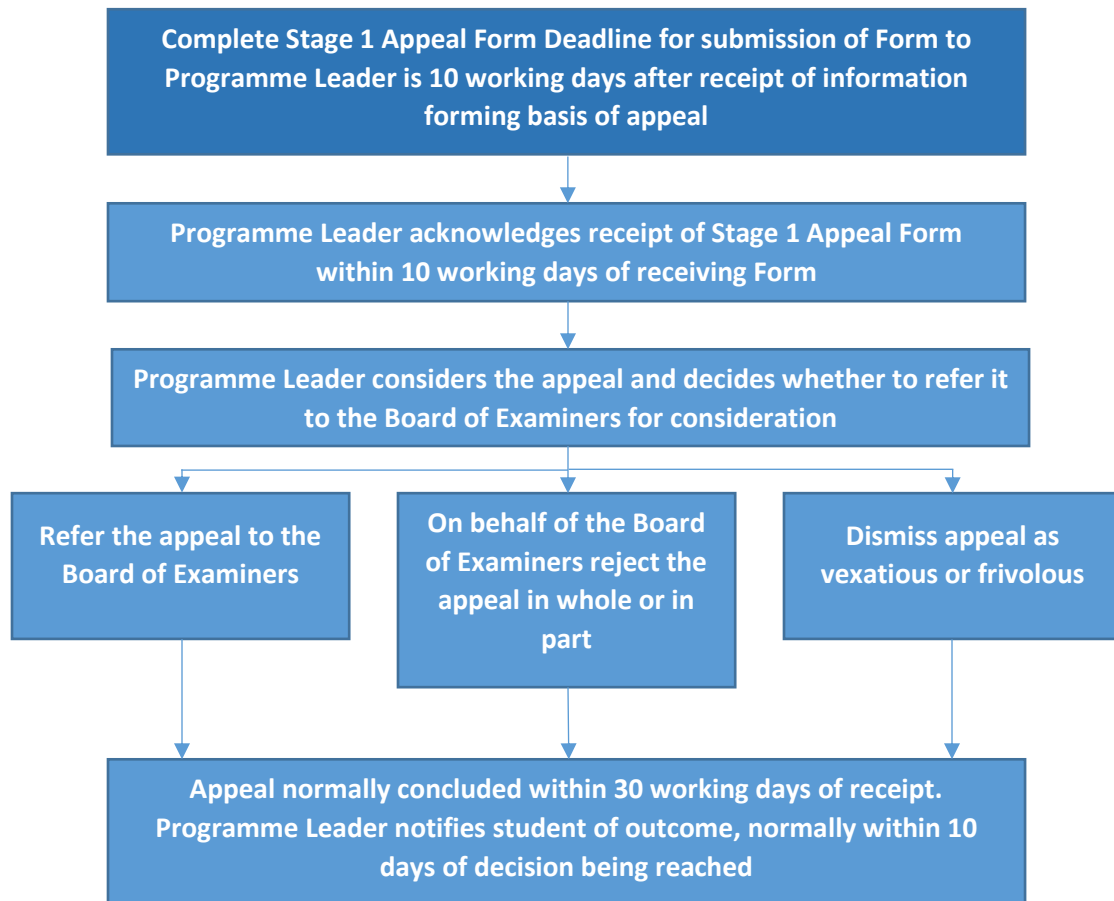 Complete Stage 1 Appeal Form Deadline for submission of Form to
Programme Leader is 10 working days after receipt of information
forming basis of appeal
Programme Leader acknowledges receipt of Stage 1 Appeal Form
within 10 working days of receiving Form
Programme Leader considers the appeal and decides whether to refer it
to the Board of Examiners for consideration
Refer the appeal to the
Board of Examiners
On behalf of the Board
of Examiners reject the
appeal in whole or in
part
Dismiss appeal as
vexatious or frivolous
Appeal normally concluded within 30 working days of receipt.
Programme Leader notifies student of outcome, normally within 10
days of decision being reached